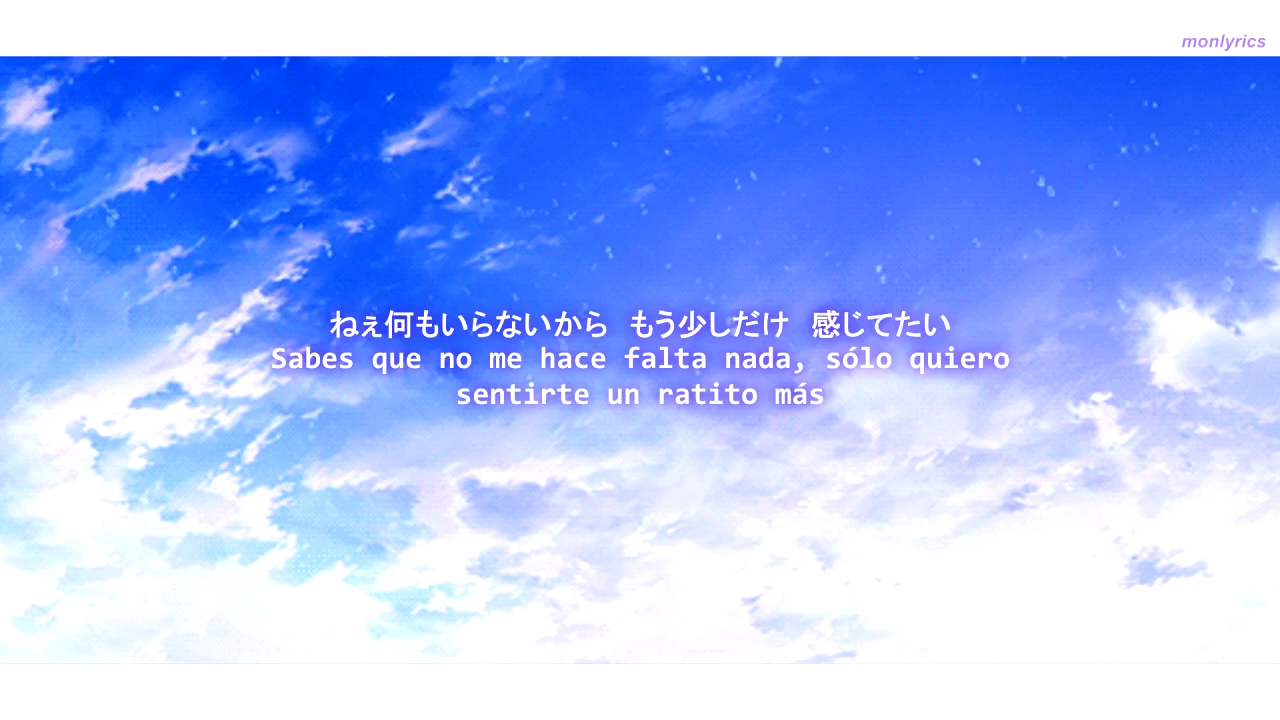 monlyrics
ねぇ何もいらないから　もう少しだけ　感じてたい
Sabes que no me hace falta nada, sólo quiero
sentirte un ratito más